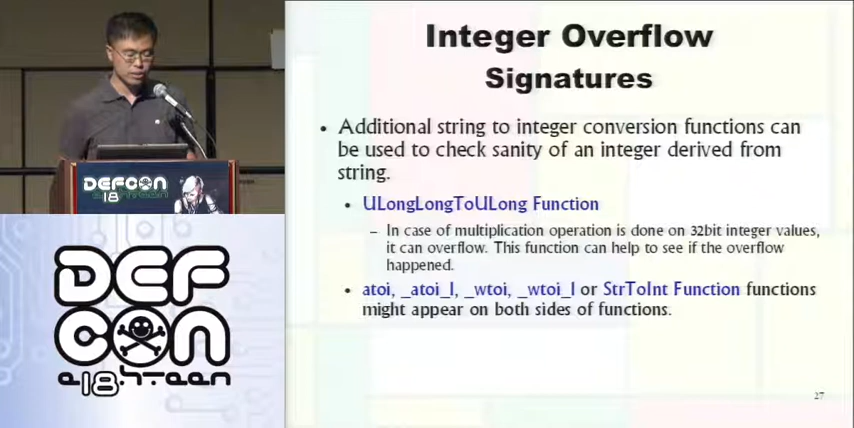 Integer Overflow
Signatures
• Additional string to integer conversion functions can
be used to check sanity of an integer derived from
string.
• ULongLongToULong Function
– In case of multiplication operation is done on 32bit integer values,
it can overflow. This function can help to see if the overflow
happened.
• atoi, _atoi_l, _wtoi, _wtoi_l or StrToInt Function functions
might appear on both sides of functions.
27
DEFCON
18
DEF
CON
e18hteen